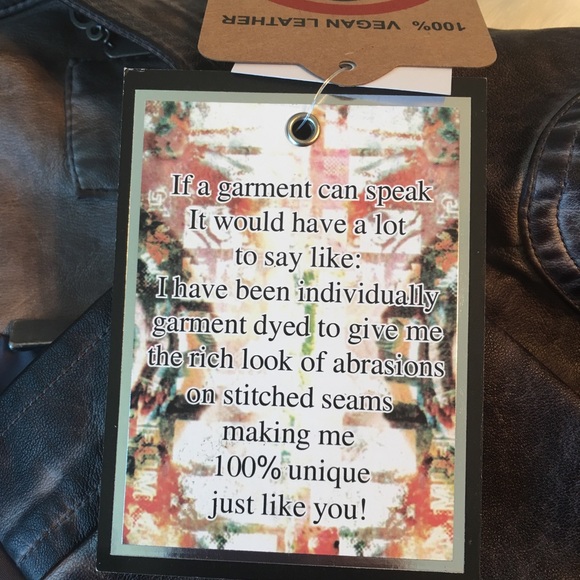 100% VEGAN LEATHER
If a garment can speak
It would have a lot
to say like:
I have been individually
garment dyed to give me
the rich look of abrasions
on stitched seams
making me
100% unique
just like you!